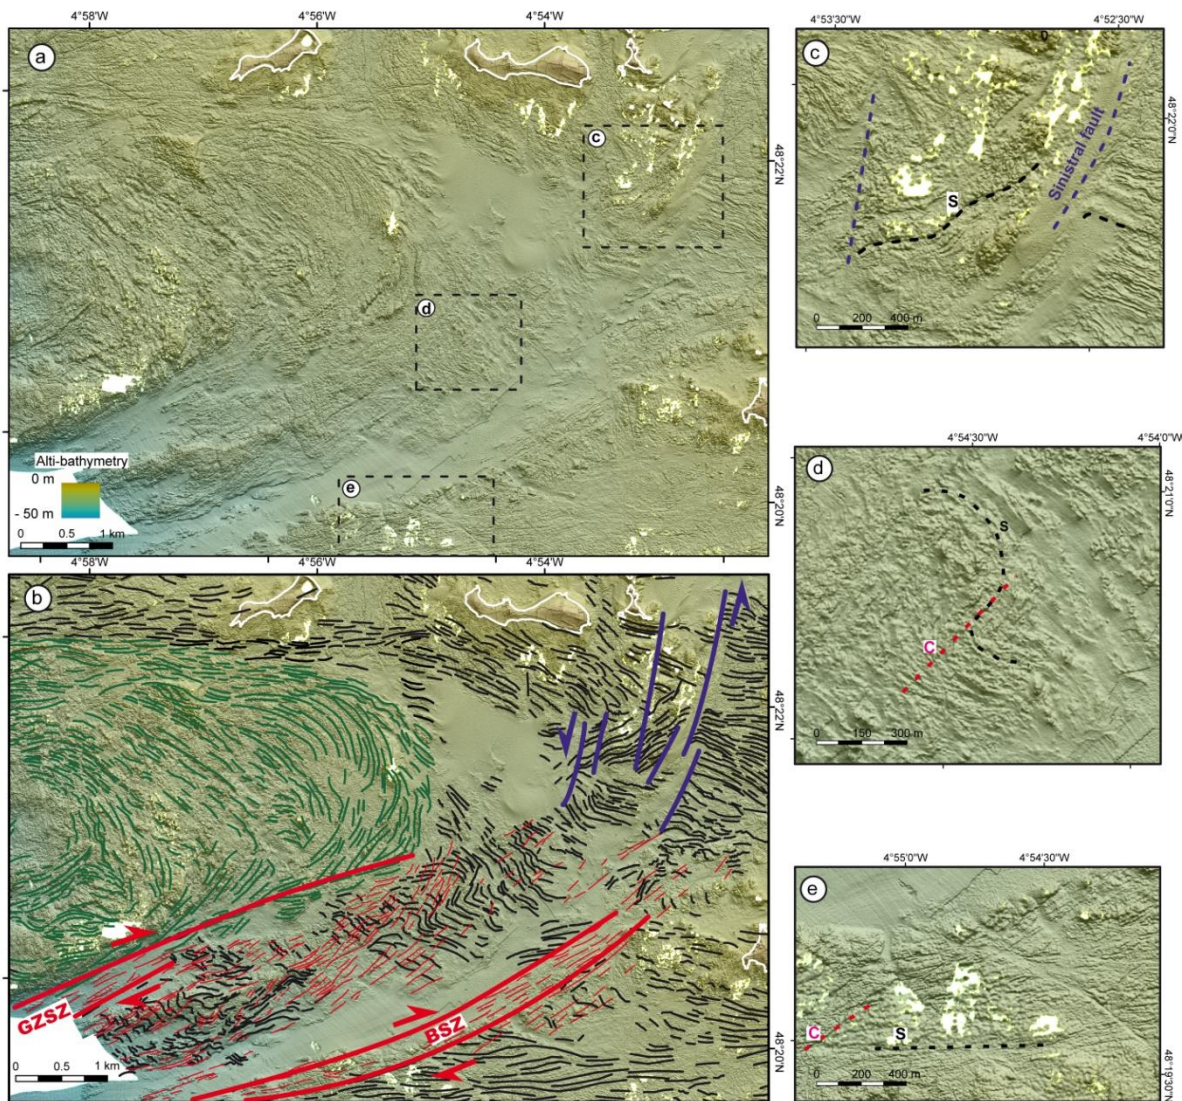 4°58'W
4°56'W
4°54'W
a
c
48°22'N
d
Alti-bathymetry
0 m
- 50 m
0
0.5
1 km
e
48°20'N
4°58'W
4°56'W
4°54'W
b
48°22'N
GZSZ
BSZ
0
0.5
1 km
48°20'N
4°53'30"W
4°52'30"W
c
48°22'0"N
Sinistral fault
S
0
200
400 m
4°54'30"W
4°54'0"W
d
48°21'0"N
S
C
0
150
300 m
4°55'0"W
4°54'30"W
e
C
S
48°20'0"N
0
200
400 m
48°19'30"N